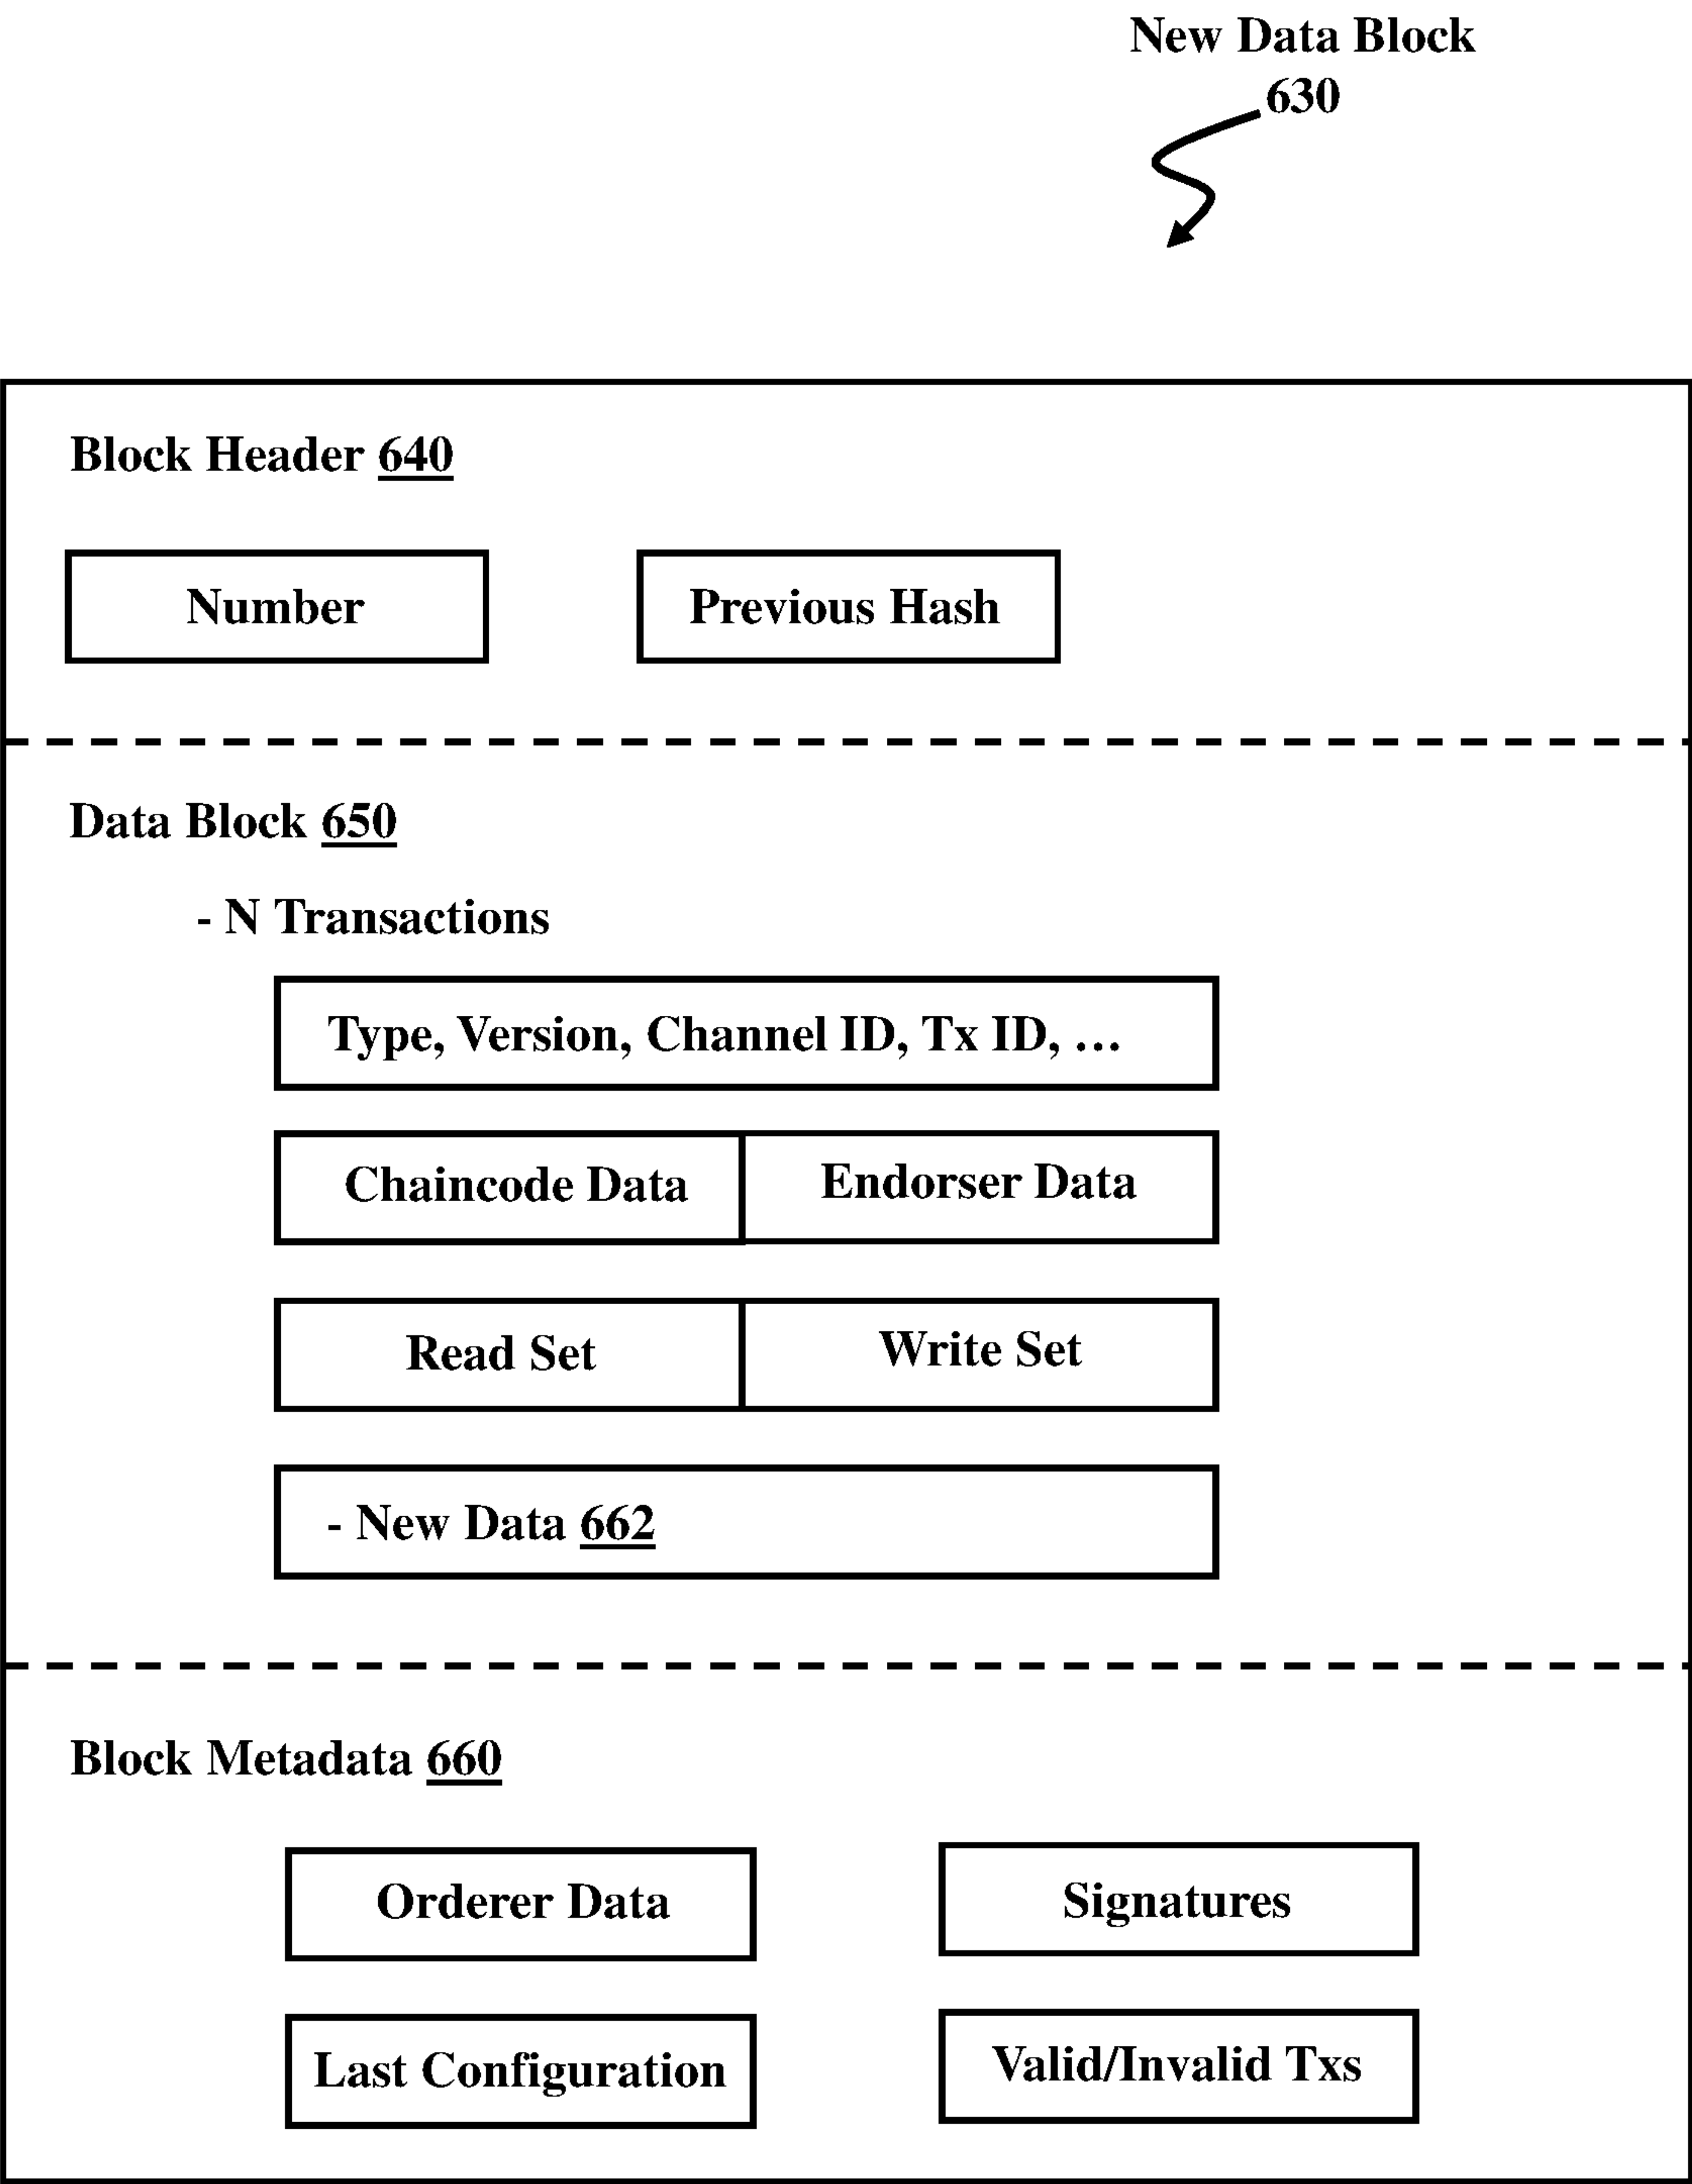 New Data Block
630
Block Header 640
Number
Previous Hash
Data Block 650
- N Transactions
Type, Version, Channel ID, Tx ID, …
Chaincode Data
Endorser Data
Read Set
Write Set
- New Data 662
Block Metadata 660
Orderer Data
Signatures
Last Configuration
Valid/Invalid Txs